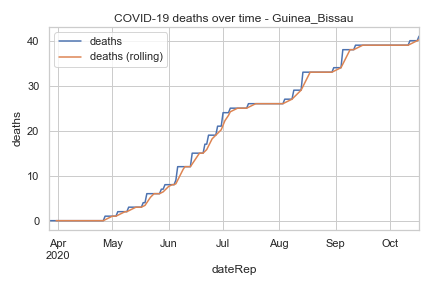 COVID-19 deaths over time - Guinea_Bissau
deaths
deaths (rolling)
40
30
20
10
0
deaths
Apr
2020
May
Jun
Jul
Aug
Sep
Oct
dateRep